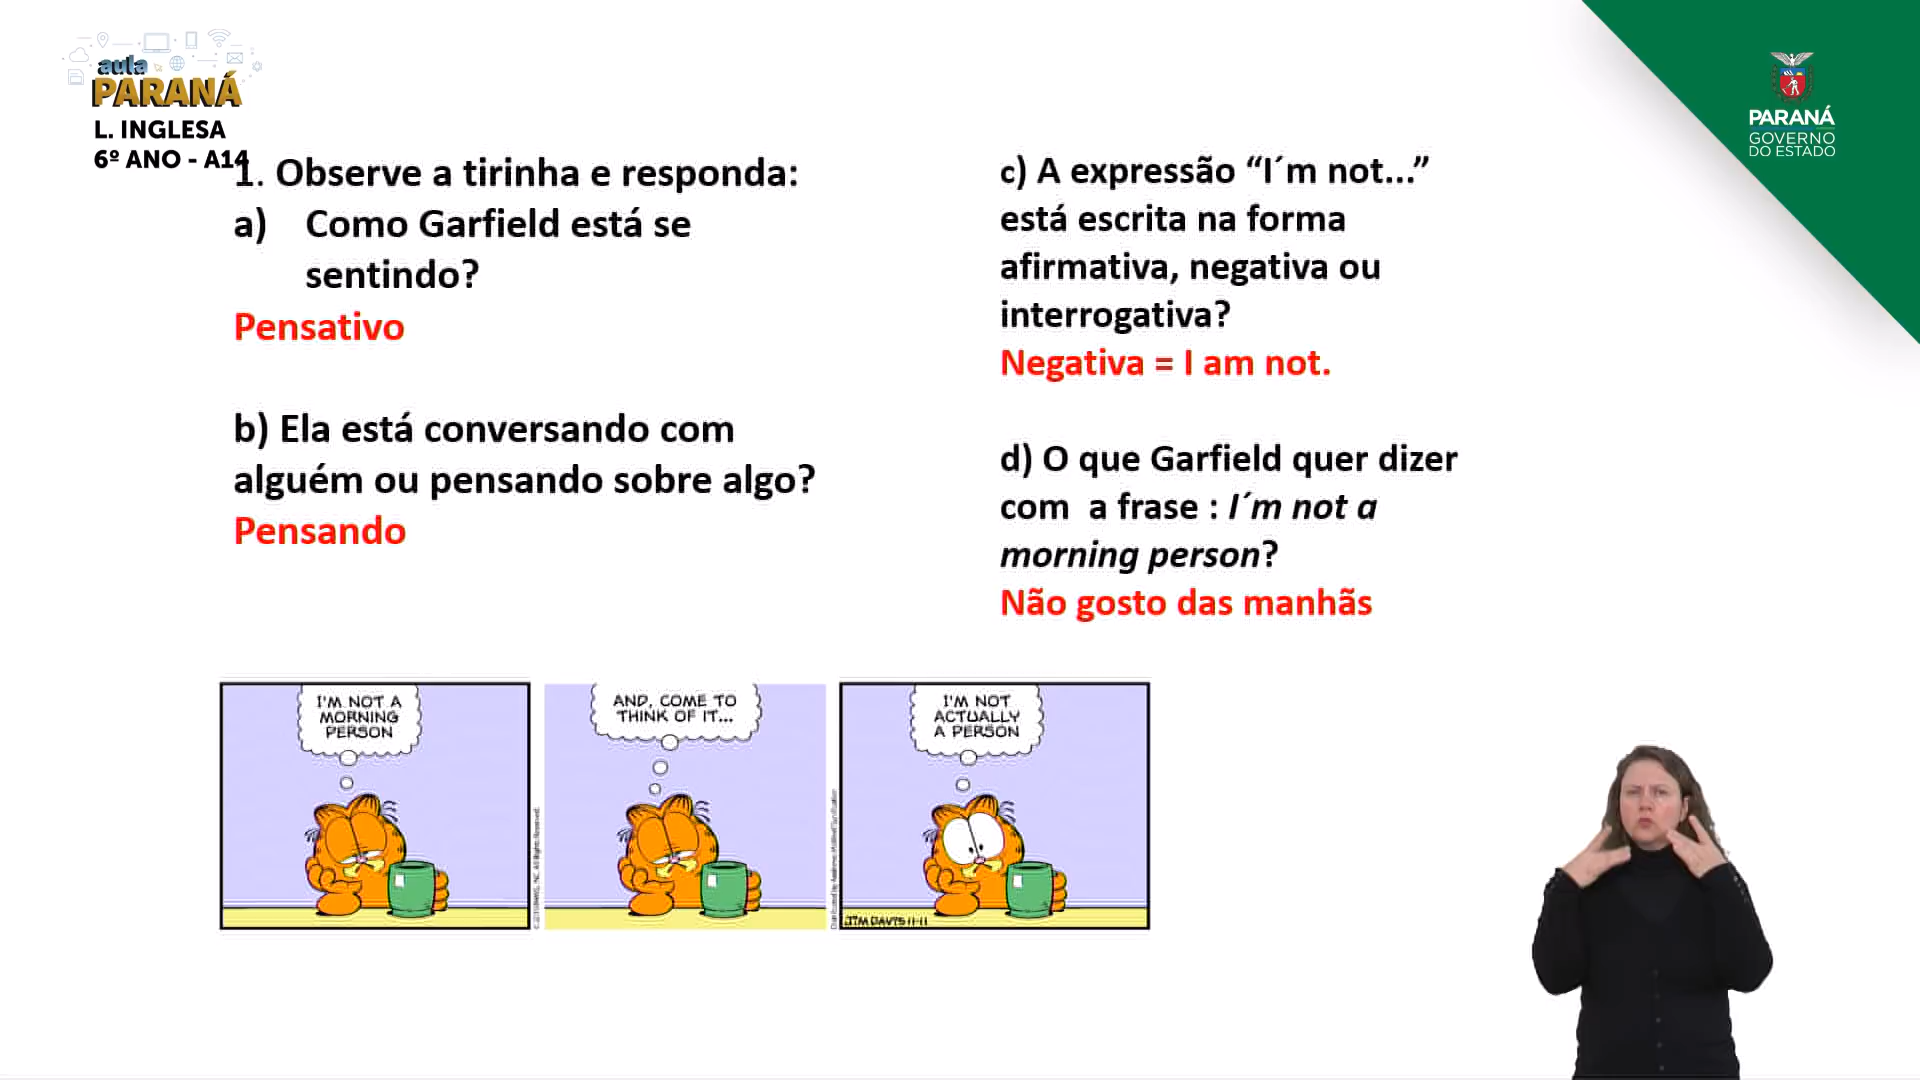 aula
PARANÁ
L. INGLESA
6º ANO - A14
1. Observe a tirinha e responda:
a) Como Garfield está se
sentindo?
Pensativo
b) Ela está conversando com
alguém ou pensando sobre algo?
Pensando
c) A expressão “I´m not...”
está escrita na forma
afirmativa, negativa ou
interrogativa?
Negativa = I am not.
d) O que Garfield quer dizer
com a frase : I´m not a
morning person?
Não gosto das manhãs
PARANÁ
GOVERNO
DO ESTADO
I'M NOT A
MORNING
PERSON
AND, COME TO
THINK OF IT...
I'M NOT
ACTUALLY
A PERSON
JIM DAVIS 11-11